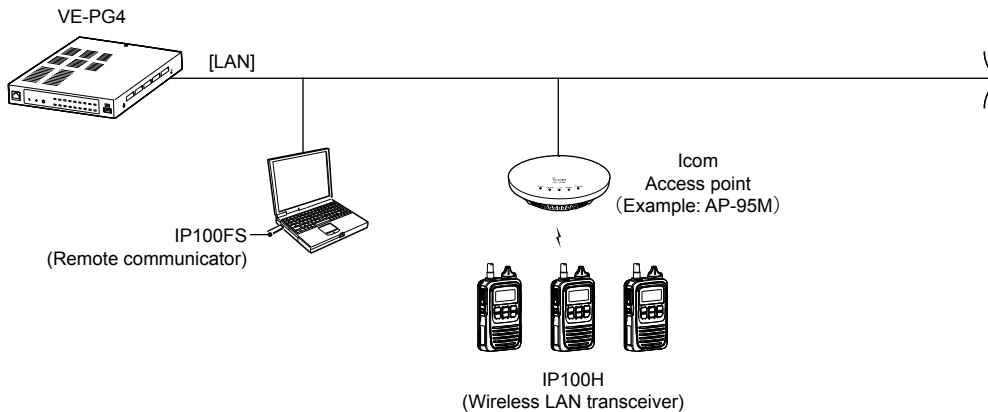 VE-PG4
[LAN]
IP100FS
(Remote communicator)
Icom
Access point
（Example: AP-95M）
IP100H
(Wireless LAN transceiver)